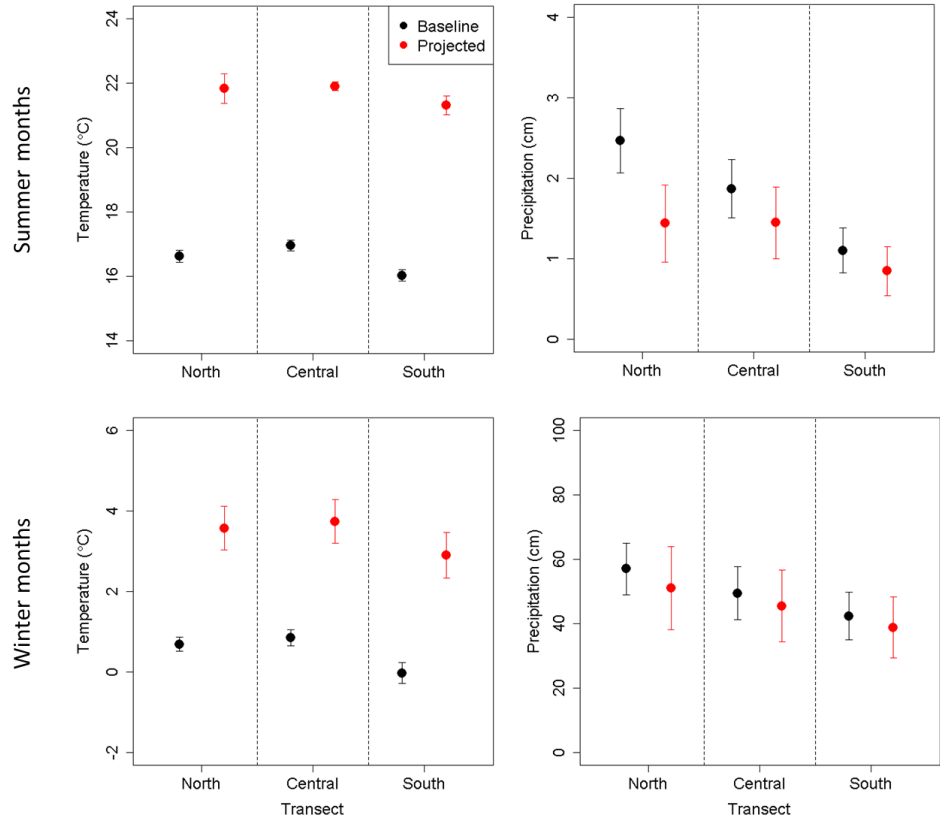 Summer months
Temperature (°C)
24
22
20
18
16
14
Baseline
Projected
North Central South
Precipitation (cm)
4
3
2
1
0
North Central South
Winter months
Temperature (°C)
6
4
2
0
-2
North Central South
Transect
Precipitation (cm)
100
80
60
40
20
0
North Central South
Transect